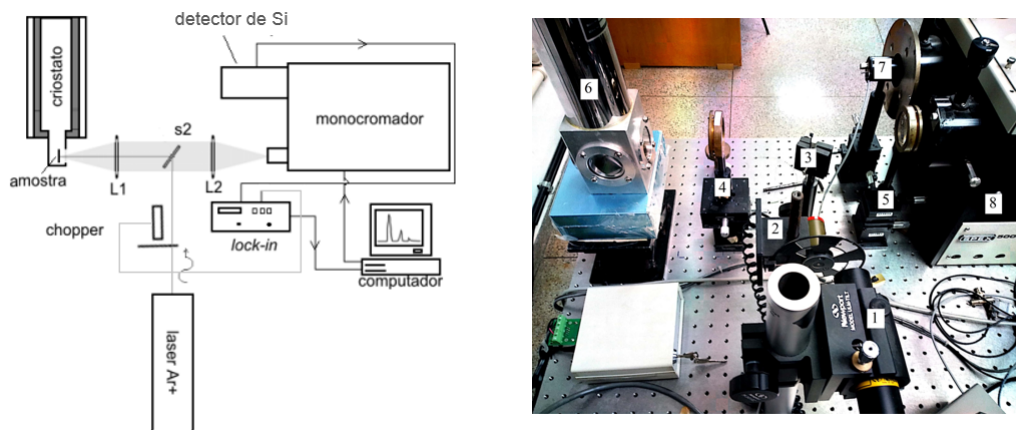 detector de Si
criostato
s2
monocromador
amostra
L1
L2
chopper
lock-in
computador
laser Ar+
6
7
3
4
5
2
8
1
Newport